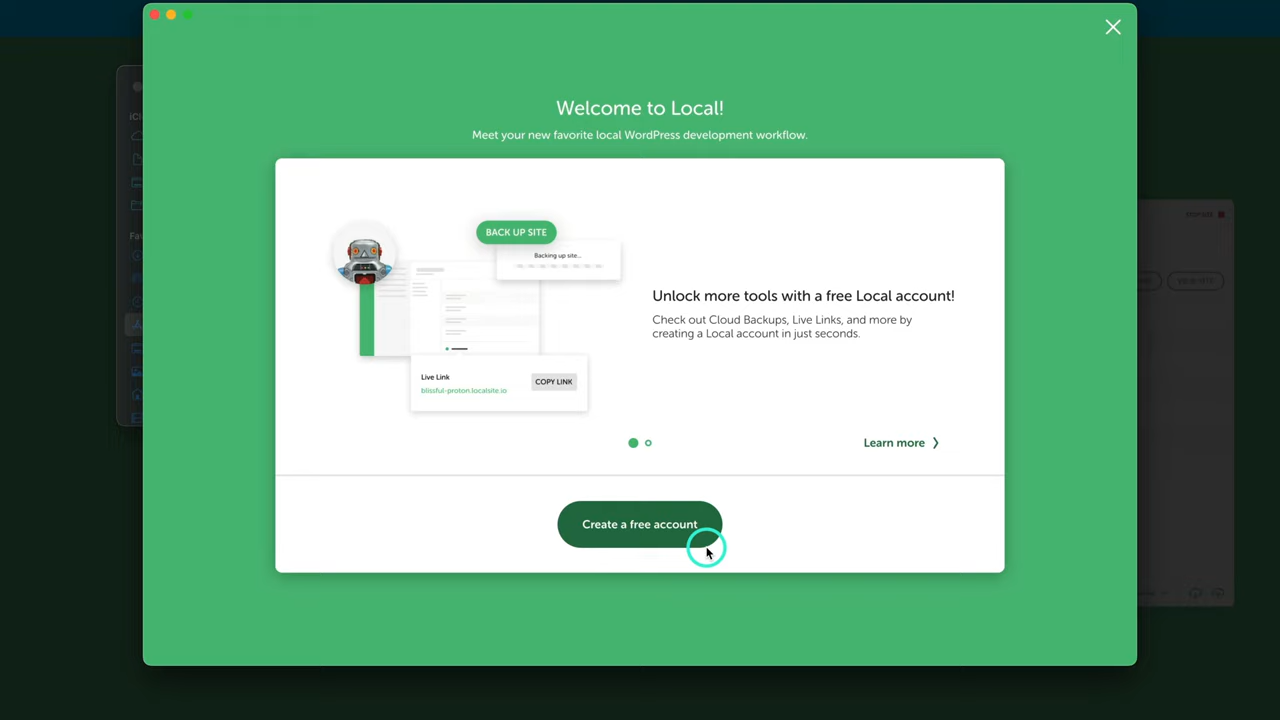 Welcome to Local!
Meet your new favorite local WordPress development workflow.
BACK UP SITE
Backing up site...
Unlock more tools with a free Local account!
Check out Cloud Backups, Live Links, and more by
creating a Local account in just seconds.
Live Link
blissful-proton.localsite.io
COPY LINK
Learn more
Create a free account